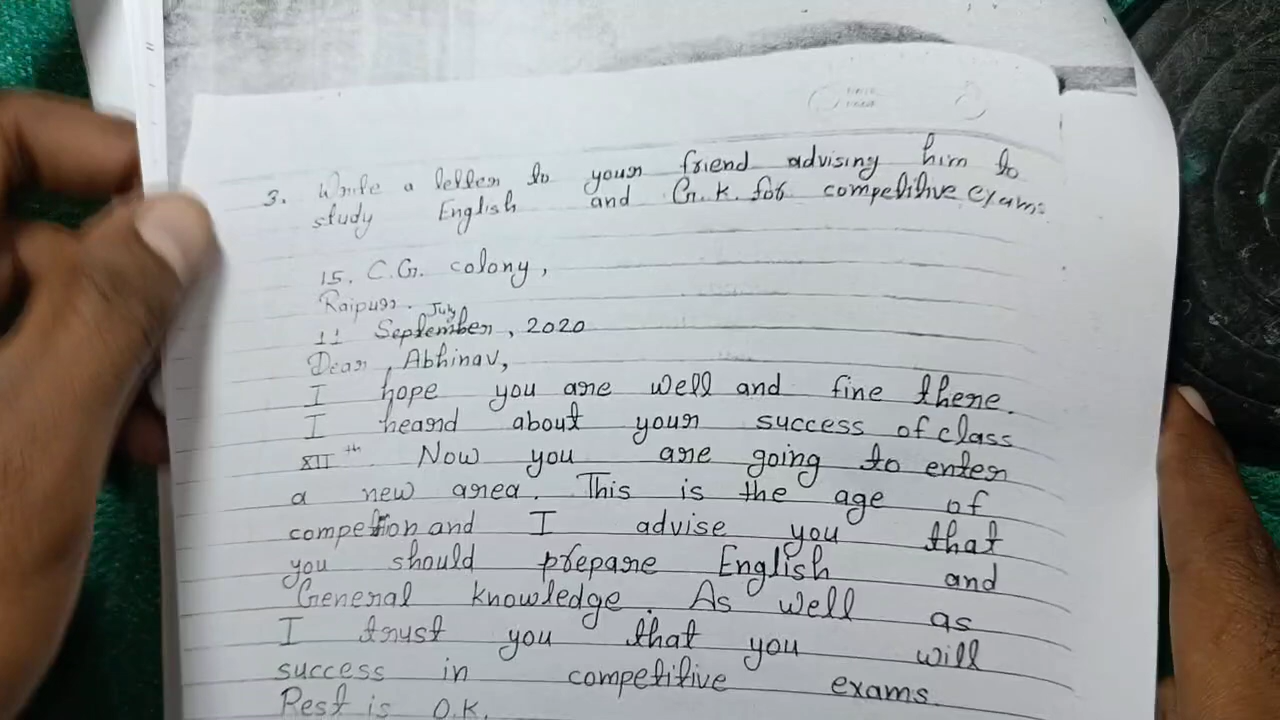 3. Write a letter to your friend advising him to
study English and G.K. for competitive exams.
15. C.G. colony,
Raipur.
July
11 September, 2020
Dear, Abhinav,
I hope you are well and fine there.
I heard about your success of class
XII th Now you are going to enter
a new area. This is the age of
competion and I advise you that
you should prepare English and
General knowledge. As well as
I trust you that you will
success in competitive exams.
Rest is O.K.